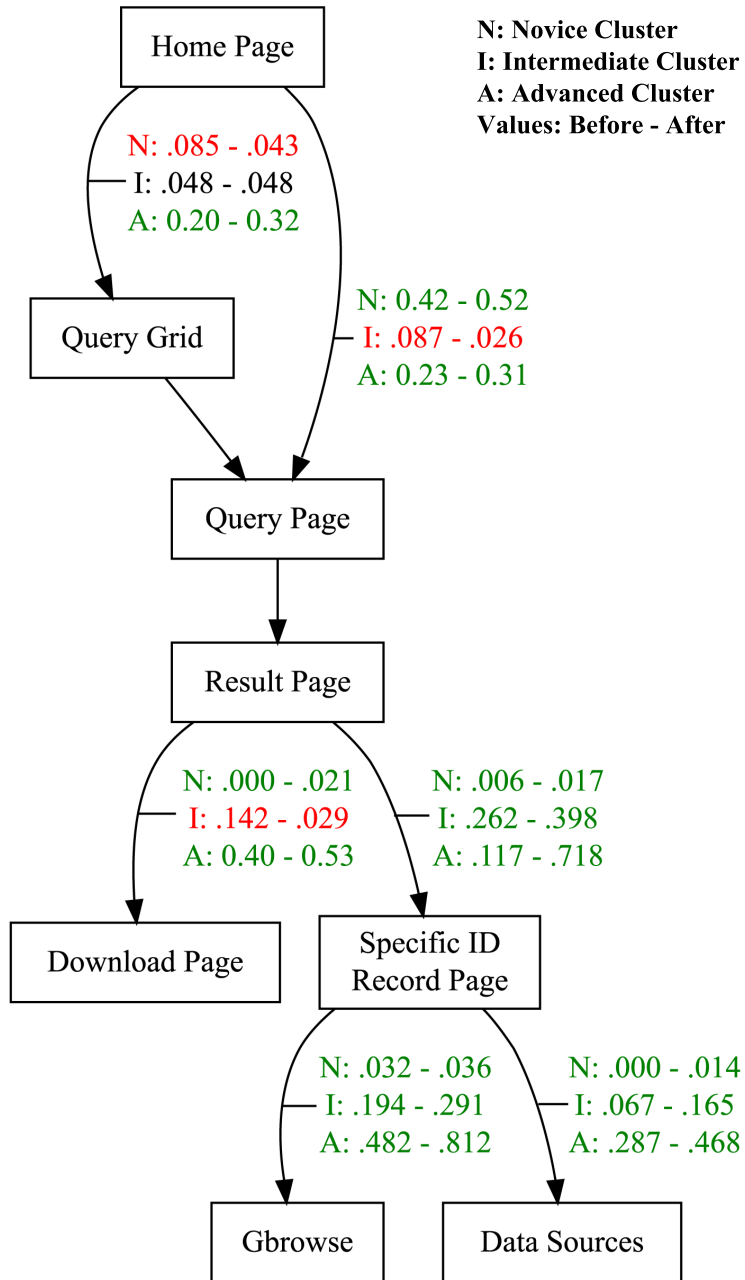 Home Page
N: Novice Cluster
I: Intermediate Cluster
A: Advanced Cluster
Values: Before - After
N: .085 - .043
I: .048 - .048
A: 0.20 - 0.32
Query Grid
N: 0.42 - 0.52
I: .087 - .026
A: 0.23 - 0.31
Query Page
Result Page
N: .000 - .021
I: .142 - .029
A: 0.40 - 0.53
N: .006 - .017
I: .262 - .398
A: .117 - .718
Download Page
Specific ID
Record Page
N: .032 - .036
I: .194 - .291
A: .482 - .812
N: .000 - .014
I: .067 - .165
A: .287 - .468
Gbrowse
Data Sources